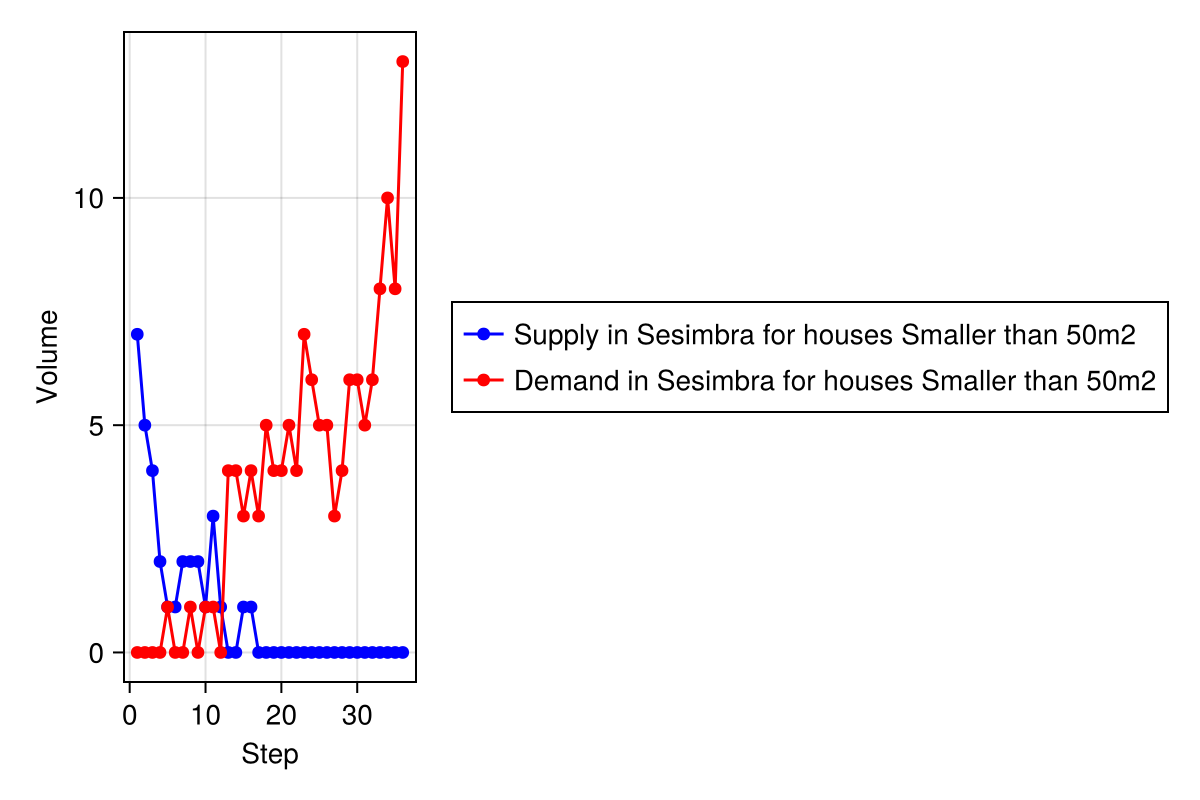 Volume
10
5
0
0 10 20 30
Step
Supply in Sesimbra for houses Smaller than 50m2
Demand in Sesimbra for houses Smaller than 50m2